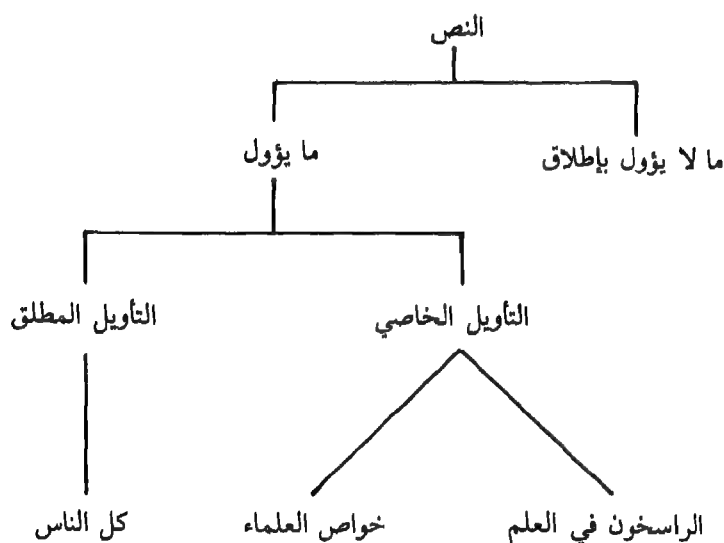 النص
ما لا يؤول بإطلاق
ما يؤول
التأويل الخاصي
التأويل المطلق
الراسخون في العلم
خواص العلماء
كل الناس